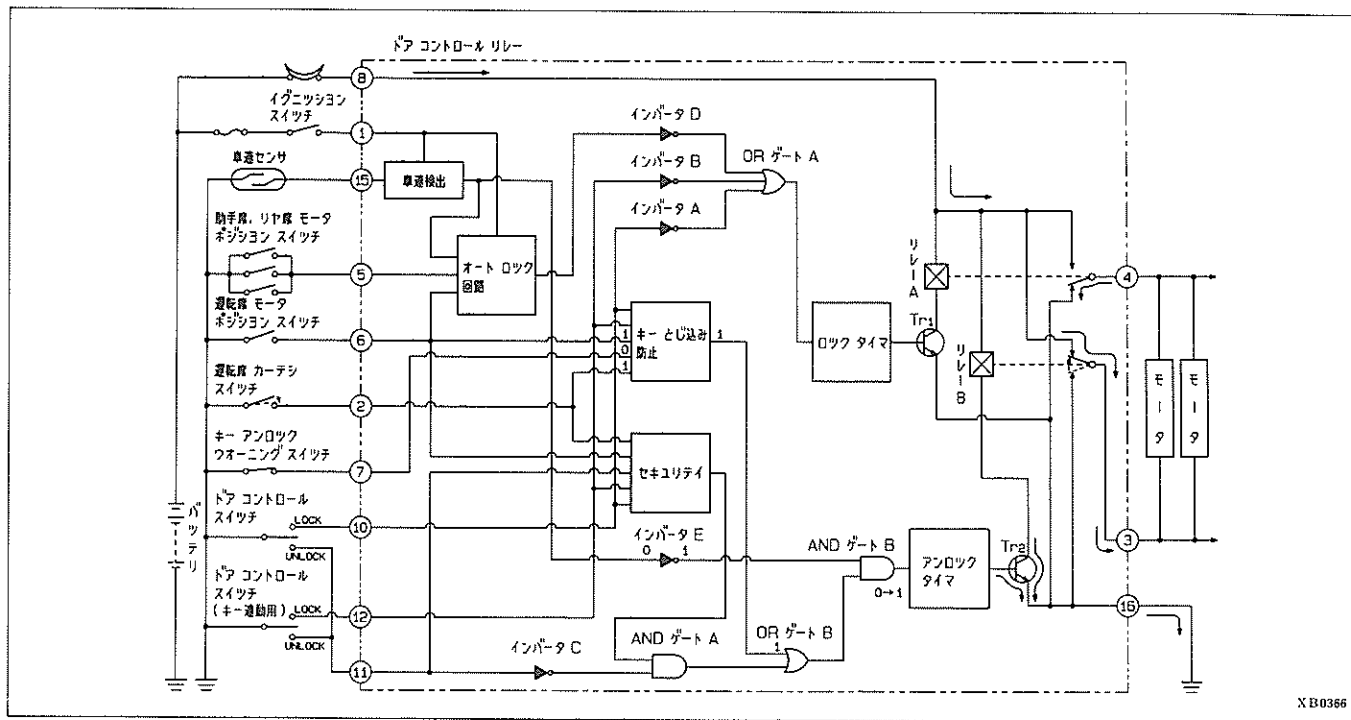 ドア コントロール リレー
8
イグニッション
スイッチ
1
車速センサ
15
車速検出
助手席, リヤ席 モータ
ポジション スイッチ
5
オート ロック
回路
運転席 モータ
ポジション スイッチ
6
運転席 カーテシ
スイッチ
2
キー アンロック
ウオーニング スイッチ
7
ドア コントロール
スイッチ
LOCK
10
UNLOCK
ドア コントロール
スイッチ
(キー連動用)
LOCK
12
UNLOCK
11
バッテリ
インバータ D
インバータ B
インバータ A
OR ゲート A
キー とじ込み
防止
1
0
1
1
セキュリテイ
インバータ E
0 1
インバータ C
AND ゲート A
OR ゲート B
1
AND ゲート B
0→1
ロック タイマ
Tr1
リレーA
リレーB
アンロック
タイマ
Tr2
4
モータ
モータ
3
16
XB0366